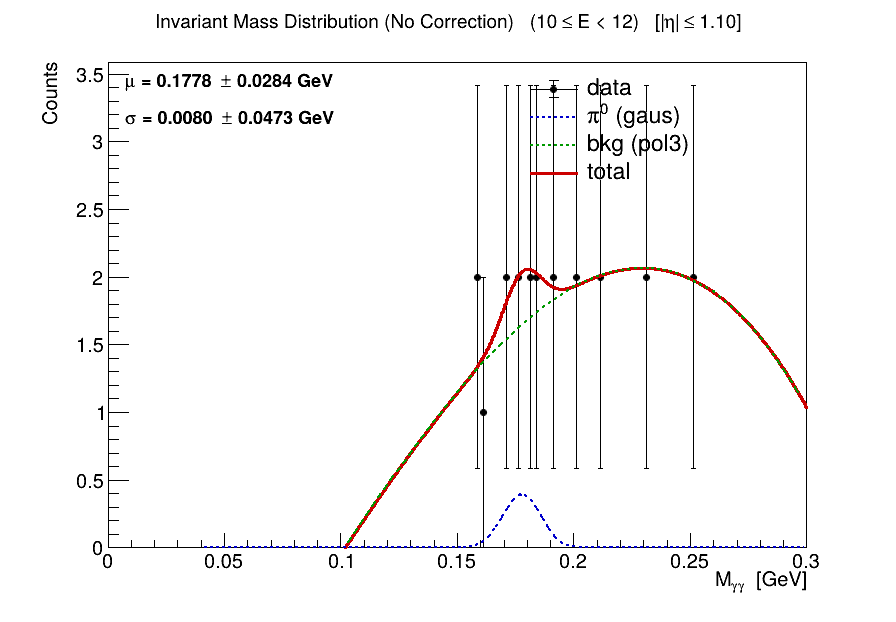 Invariant Mass Distribution (No Correction) (10 ≤ E < 12) [|η| ≤ 1.10]
Counts
μ = 0.1778 ± 0.0284 GeV
σ = 0.0080 ± 0.0473 GeV
data
π⁰ (gaus)
bkg (pol3)
total
3.5
3
2.5
2
1.5
1
0.5
0
0 0.05 0.1 0.15 0.2 0.25 0.3
M_γγ [GeV]